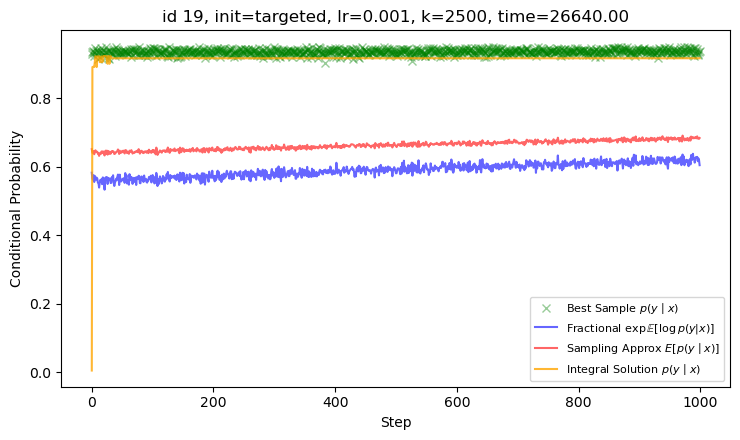 id 19, init=targeted, lr=0.001, k=2500, time=26640.00
Conditional Probability
0.8
0.6
0.4
0.2
0.0
Best Sample p(y | x)
Fractional exp𝔼[log p(y|x)]
Sampling Approx E[p(y | x)]
Integral Solution p(y | x)
0 200 400 600 800 1000
Step